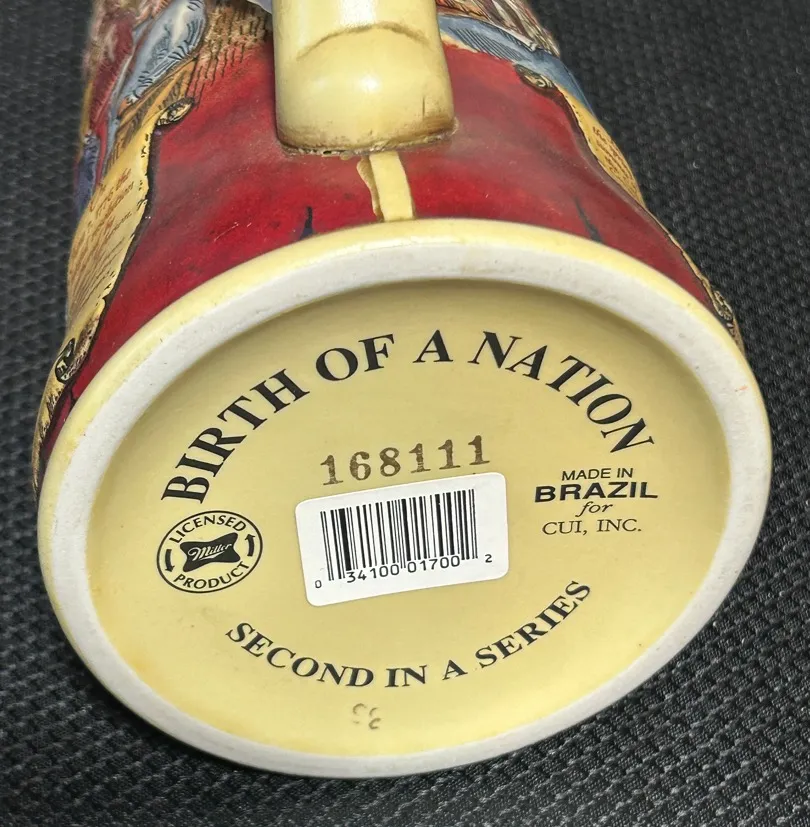 BIRTH OF A NATION
168111
LICENSED
Miller
PRODUCT
MADE IN
BRAZIL
for
CUI, INC.
0 34100 01700 2
SECOND IN A SERIES